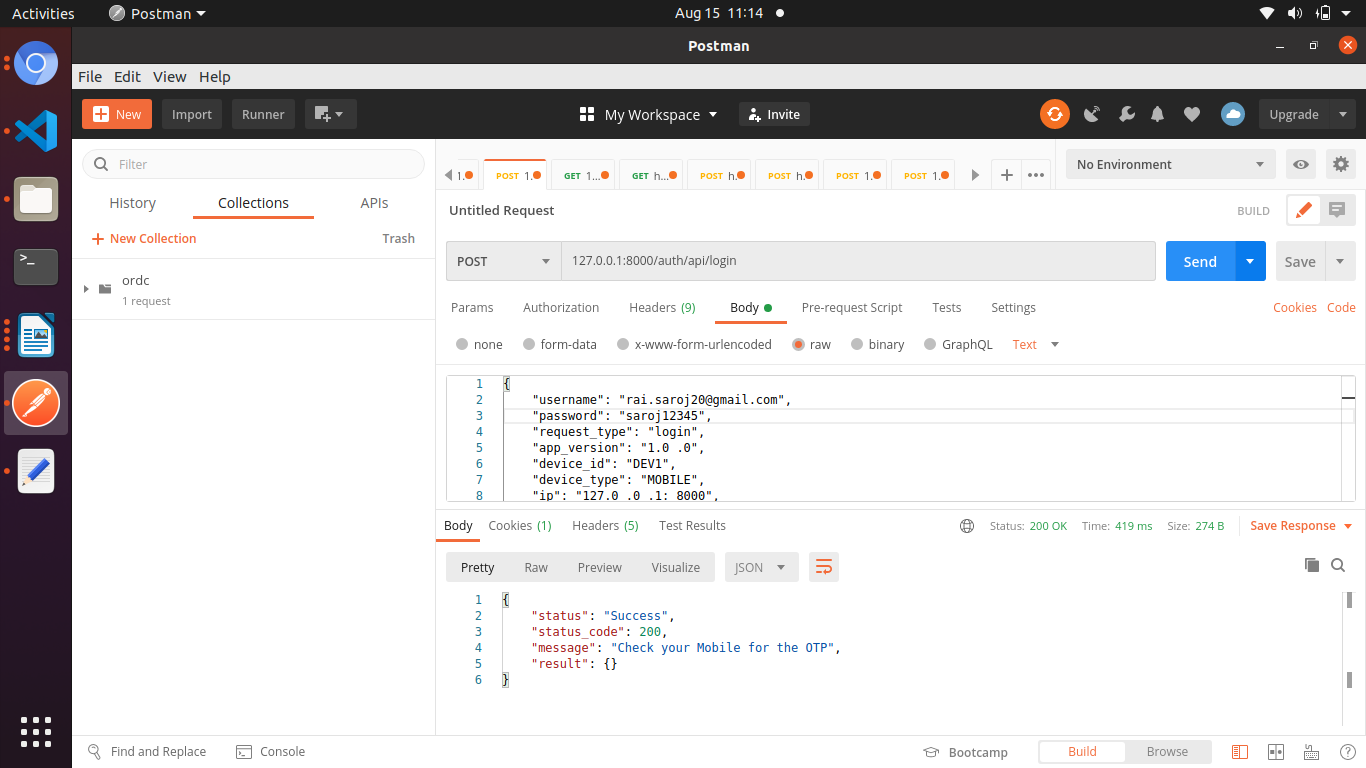 Activities Postman Aug 15 11:14
Postman
File Edit View Help
New Import Runner My Workspace Invite Upgrade
Filter
History Collections APIs
New Collection Trash
ordc
1 request
1. POST 1. GET 1... GET h... POST h. POST h. POST 1. POST 1. No Environment
Untitled Request BUILD
POST 127.0.0.1:8000/auth/api/login Send Save
Params Authorization Headers (9) Body Pre-request Script Tests Settings Cookies Code
none form-data x-www-form-urlencoded raw binary GraphQL Text
1 {
2 "username": "rai.saroj20@gmail.com",
3 "password": "saroj12345",
4 "request_type": "login",
5 "app_version": "1.0 .0",
6 "device_id": "DEV1",
7 "device_type": "MOBILE",
8 "ip": "127.0 .0 .1: 8000",
Body Cookies (1) Headers (5) Test Results Status: 200 OK Time: 419 ms Size: 274 B Save Response
Pretty Raw Preview Visualize JSON
1 {
2 "status": "Success",
3 "status_code": 200,
4 "message": "Check your Mobile for the OTP",
5 "result": {}
6 }
Find and Replace Console Bootcamp Build Browse